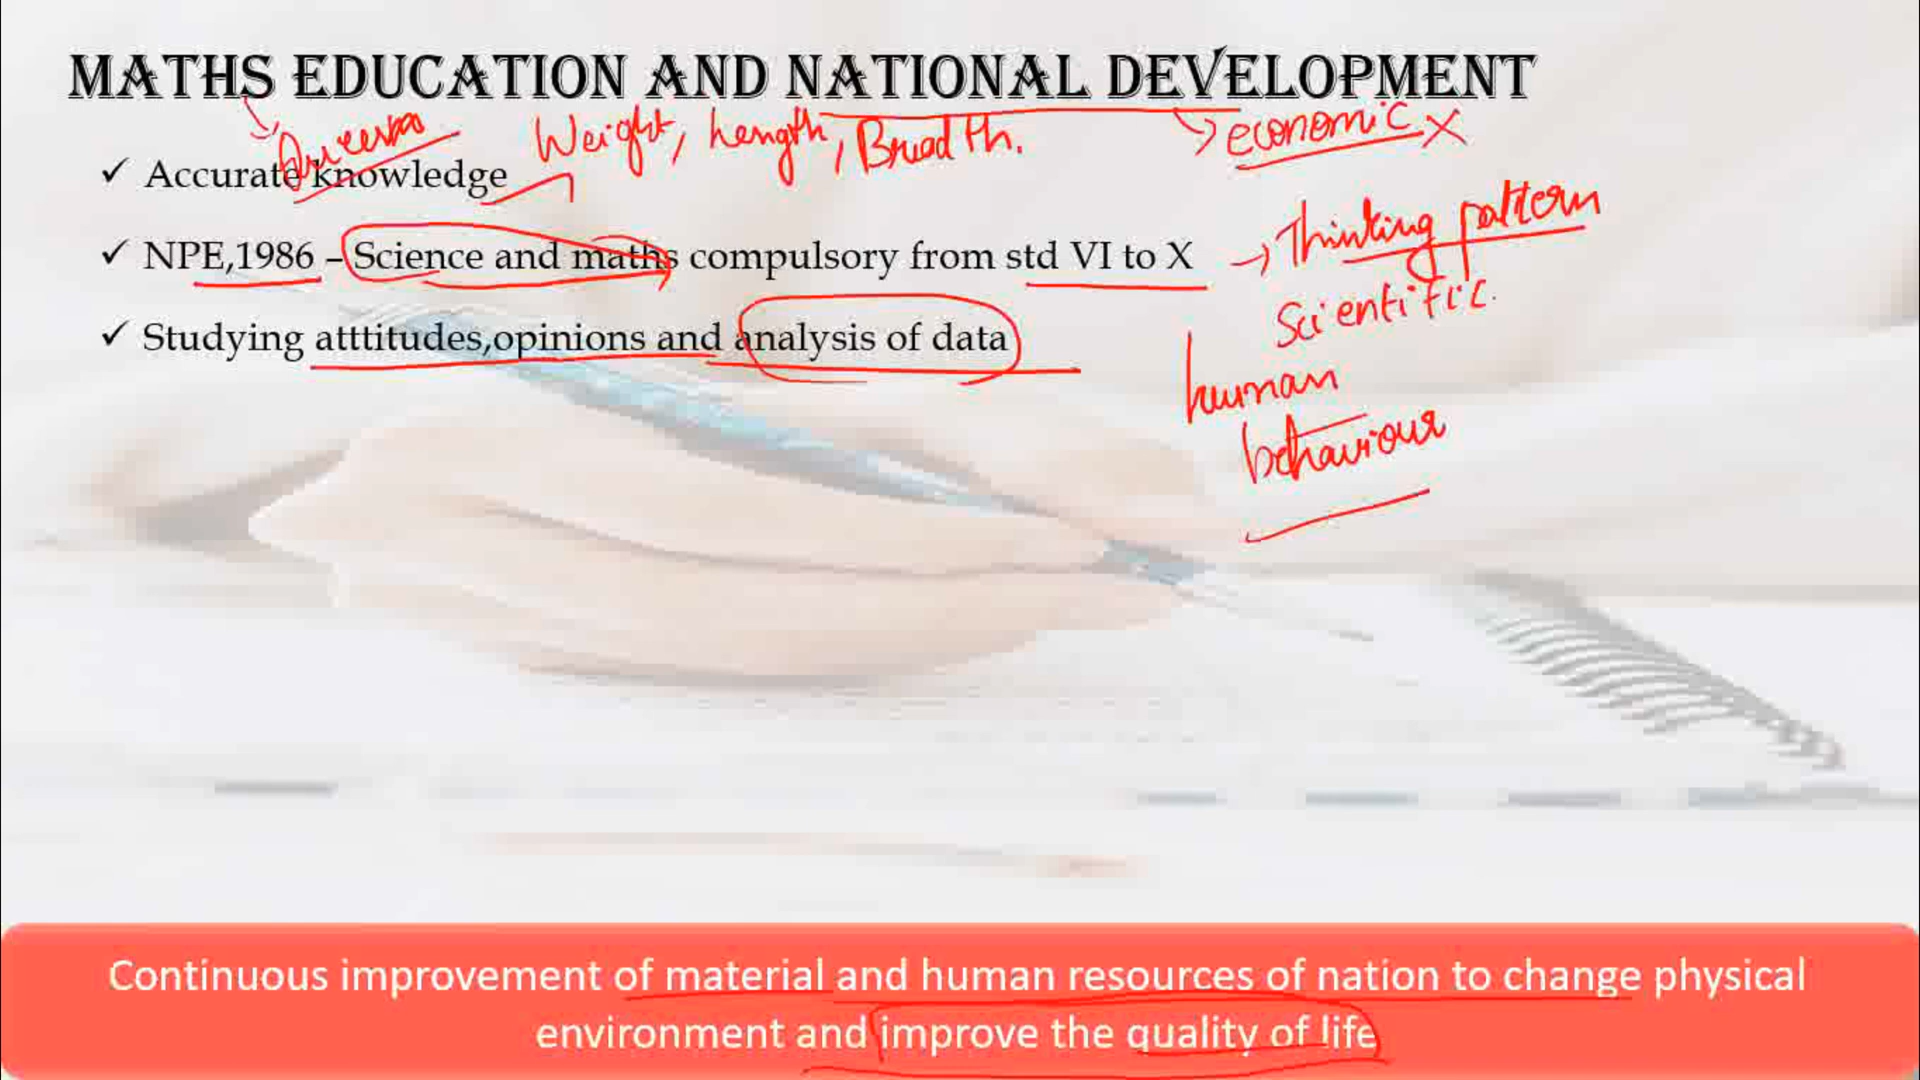 MATHS EDUCATION AND NATIONAL DEVELOPMENT
economic x
Weight, Length, Breadth.
✓ Accurate knowledge
→ Thinking pattern
✓ NPE,1986 – Science and maths compulsory from std VI to X
Scientific.
✓ Studying atttitudes,opinions and analysis of data
human
behaviour
Continuous improvement of material and human resources of nation to change physical
environment and improve the quality of life